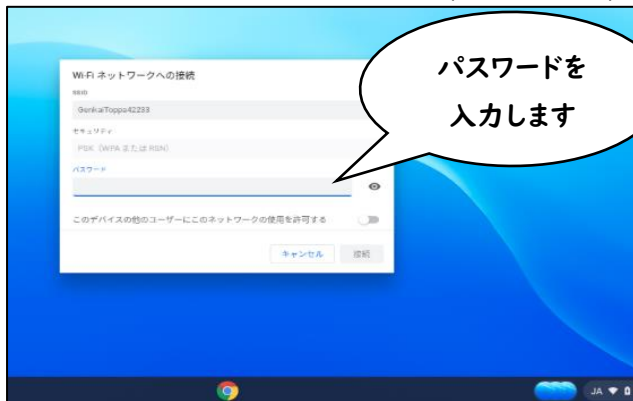 Wi-Fi ネットワークへの接続
SSID
GenkaiToppa42233
セキュリティ
PSK（WPA または RSN）
パスワード
このデバイスの他のユーザーにこのネットワークの使用を許可する
キャンセル
接続
パスワードを
入力します
JA